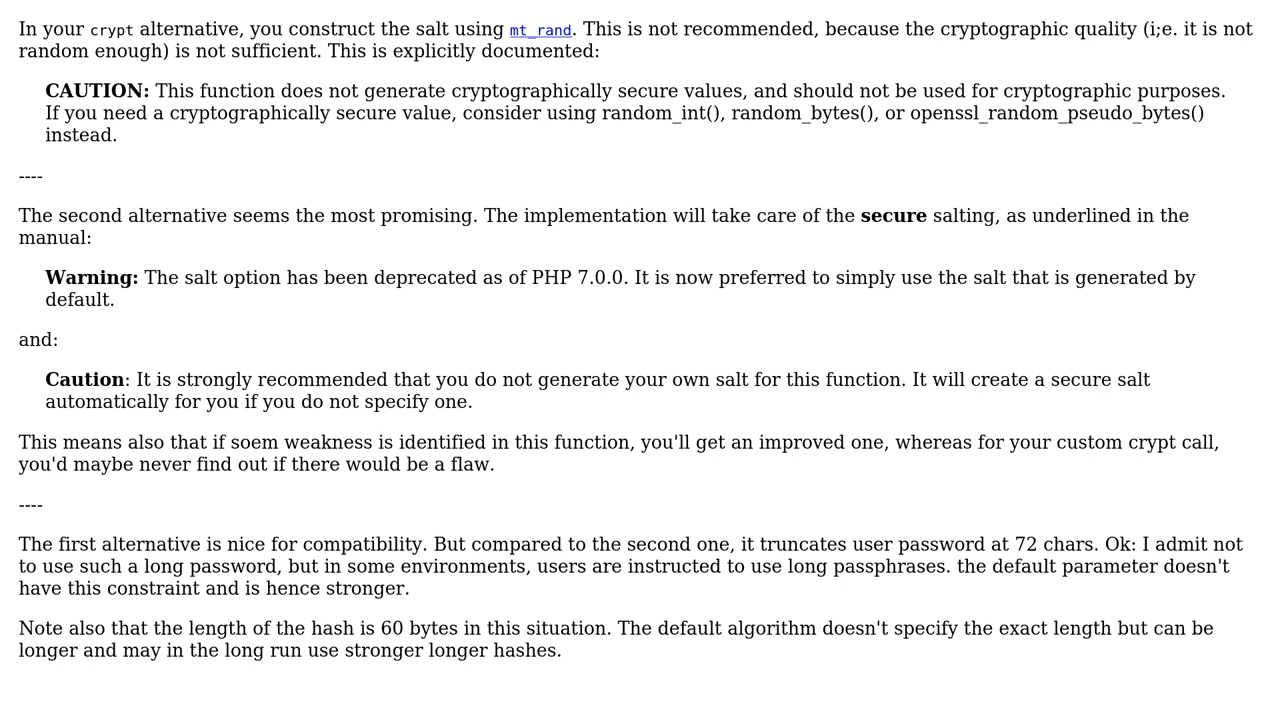 In your crypt alternative, you construct the salt using mt_rand. This is not recommended, because the cryptographic quality (i;e. it is not
random enough) is not sufficient. This is explicitly documented:
CAUTION: This function does not generate cryptographically secure values, and should not be used for cryptographic purposes.
If you need a cryptographically secure value, consider using random_int(), random_bytes(), or openssl_random_pseudo_bytes()
instead.
----
The second alternative seems the most promising. The implementation will take care of the secure salting, as underlined in the
manual:
Warning: The salt option has been deprecated as of PHP 7.0.0. It is now preferred to simply use the salt that is generated by
default.
and:
Caution: It is strongly recommended that you do not generate your own salt for this function. It will create a secure salt
automatically for you if you do not specify one.
This means also that if soem weakness is identified in this function, you'll get an improved one, whereas for your custom crypt call,
you'd maybe never find out if there would be a flaw.
----
The first alternative is nice for compatibility. But compared to the second one, it truncates user password at 72 chars. Ok: I admit not
to use such a long password, but in some environments, users are instructed to use long passphrases. the default parameter doesn't
have this constraint and is hence stronger.
Note also that the length of the hash is 60 bytes in this situation. The default algorithm doesn't specify the exact length but can be
longer and may in the long run use stronger longer hashes.